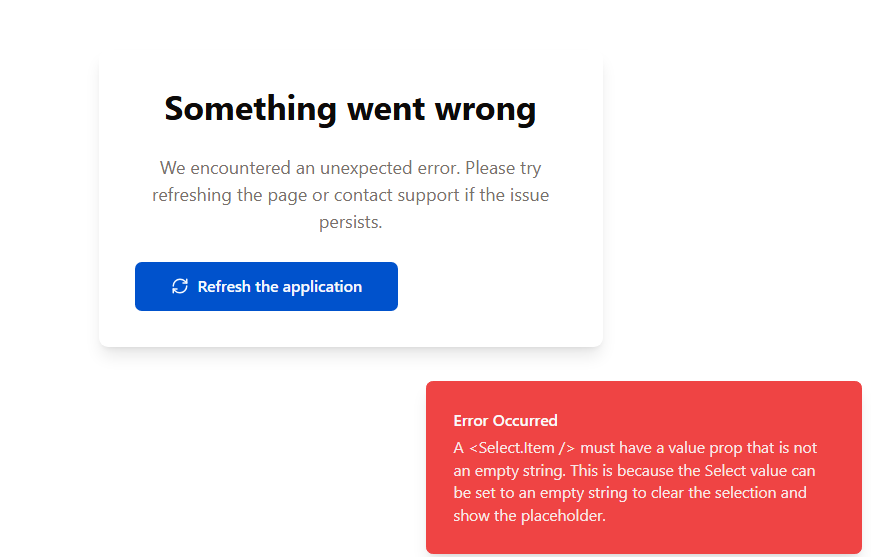 Something went wrong
We encountered an unexpected error. Please try
refreshing the page or contact support if the issue
persists.
Refresh the application
Error Occurred
A <Select.Item /> must have a value prop that is not
an empty string. This is because the Select value can
be set to an empty string to clear the selection and
show the placeholder.